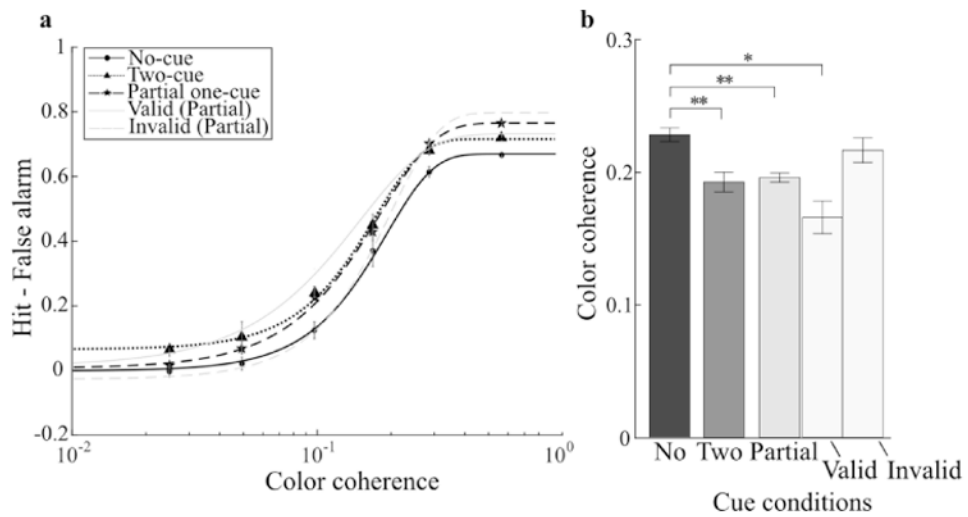 a
1
0.8
0.6
0.4
0.2
0
-0.2
Hit - False alarm
No-cue
Two-cue
Partial one-cue
Valid (Partial)
Invalid (Partial)
10-2
10-1
100
Color coherence
b
0.3
0.2
0.1
0
Color coherence
*
**
**
No Two Partial
Valid Invalid
Cue conditions